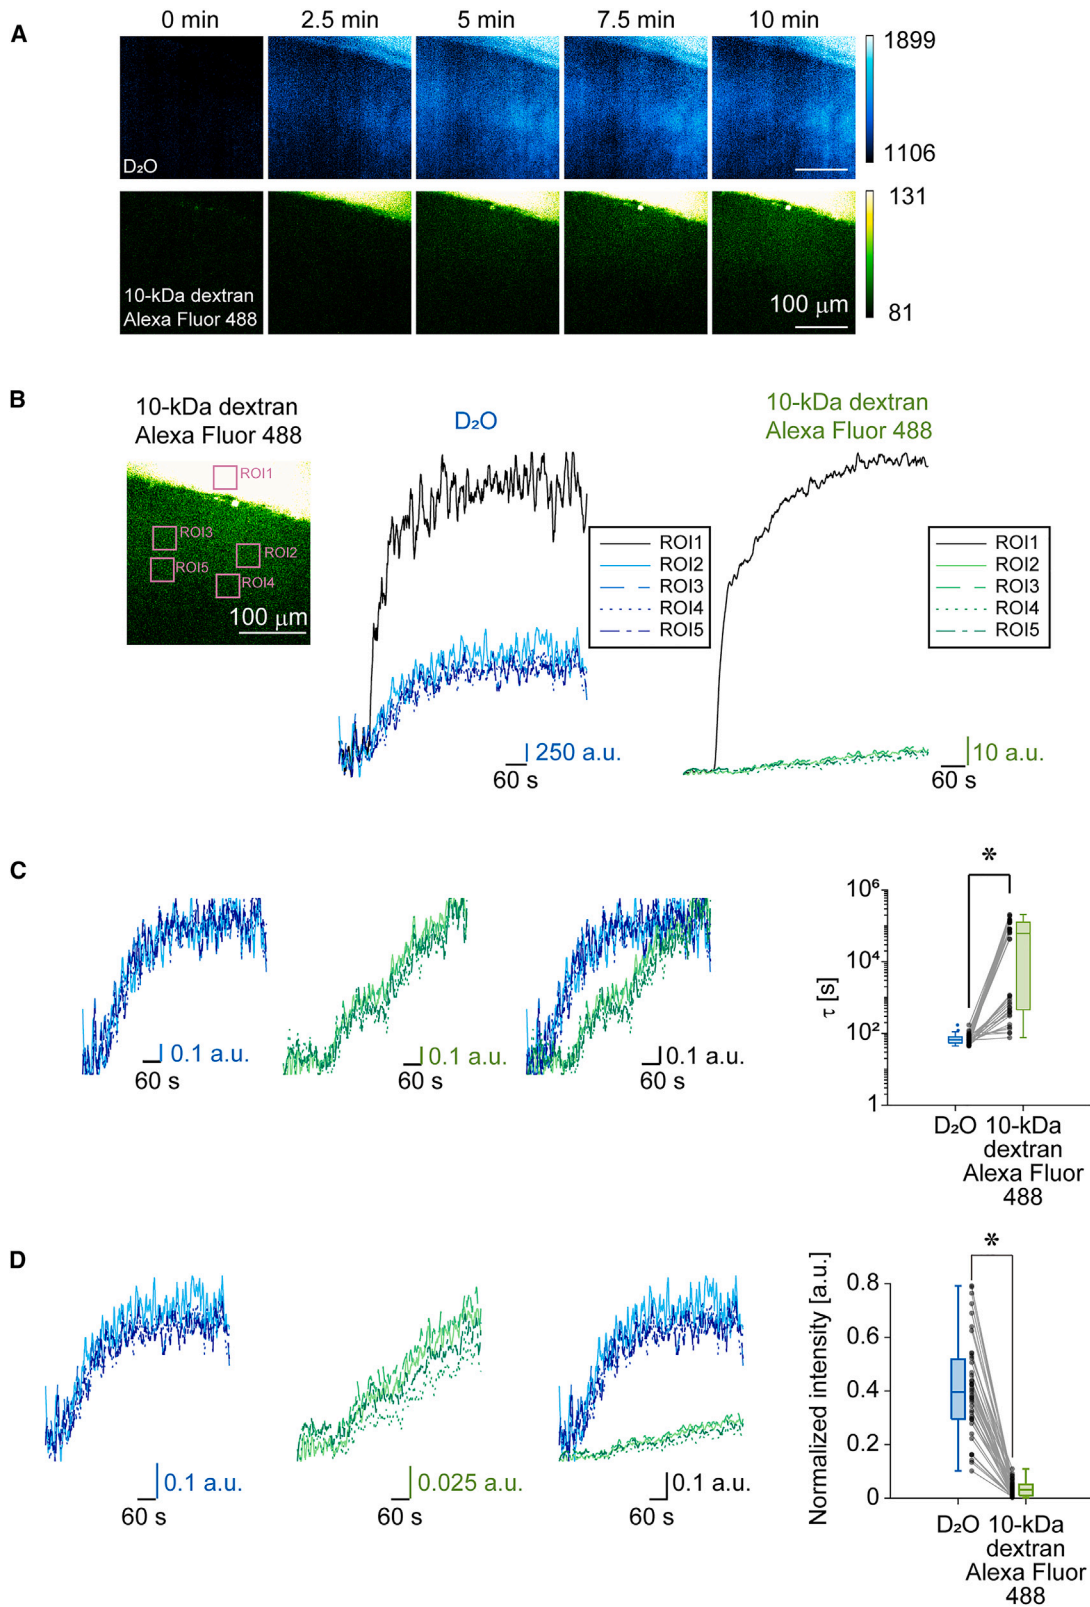 A
0 min
2.5 min
5 min
7.5 min
10 min
D₂O
1899
1106
10-kDa dextran
Alexa Fluor 488
100 μm
131
81
B
10-kDa dextran
Alexa Fluor 488
ROI1
ROI3
ROI2
ROI5
ROI4
100 μm
D₂O
ROI1
ROI2
ROI3
ROI4
ROI5
250 a.u.
60 s
10-kDa dextran
Alexa Fluor 488
ROI1
ROI2
ROI3
ROI4
ROI5
10 a.u.
60 s
C
0.1 a.u.
60 s
0.1 a.u.
60 s
0.1 a.u.
60 s
*
τ [s]
10⁶
10⁴
10²
1
D₂O
10-kDa
dextran
Alexa Fluor
488
D
0.1 a.u.
60 s
0.025 a.u.
60 s
0.1 a.u.
60 s
*
Normalized intensity [a.u.]
0.8
0.6
0.4
0.2
0
D₂O
10-kDa
dextran
Alexa Fluor
488